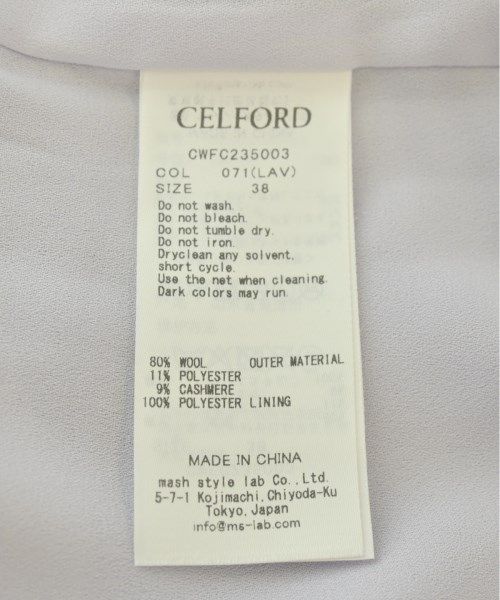 CELFORD
CWFC235003
COL 071(LAV)
SIZE 38
Do not wash.
Do not bleach.
Do not tumble dry.
Do not iron.
Dryclean any solvent,
short cycle.
Use the net when cleaning.
Dark colors may run.
80% WOOL OUTER MATERIAL
11% POLYESTER
9% CASHMERE
100% POLYESTER LINING
MADE IN CHINA
mash style lab Co., Ltd.
5-7-1 Kojimachi, Chiyoda-Ku
Tokyo, Japan
info@ms-lab.com